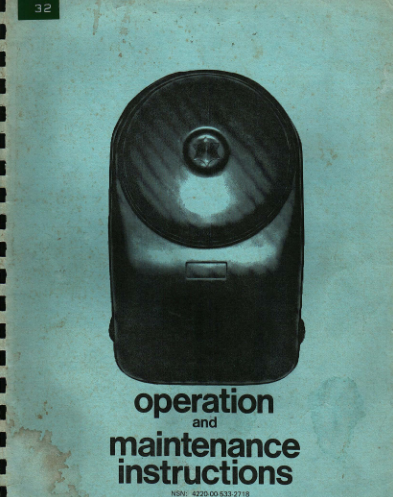 32
operation
and
maintenance
instructions
NSN: 4220-00-533-2718